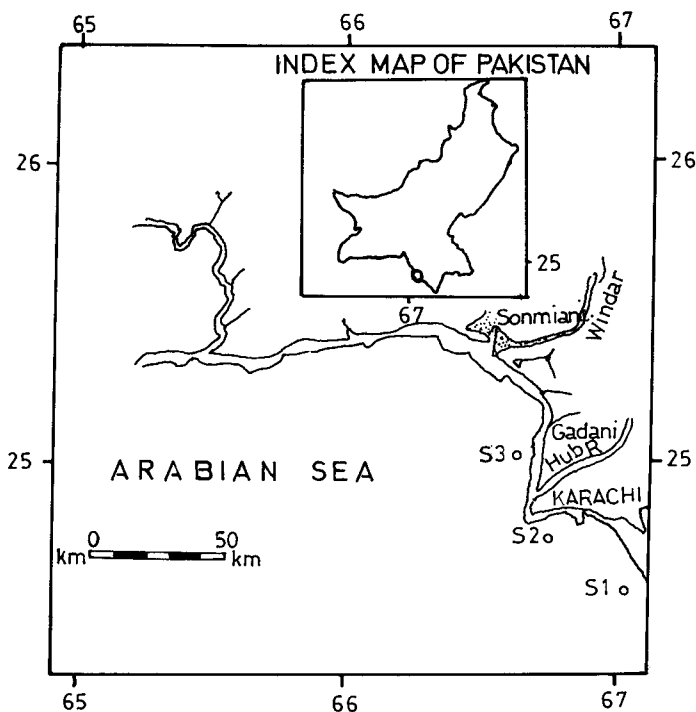 65 66 67
INDEX MAP OF PAKISTAN
26 26
25
67
Sonmiani
Windar
Gadani
Hub R
S3
25 25
ARABIAN SEA
KARACHI
0 50
km km
S2
S1
65 66 67